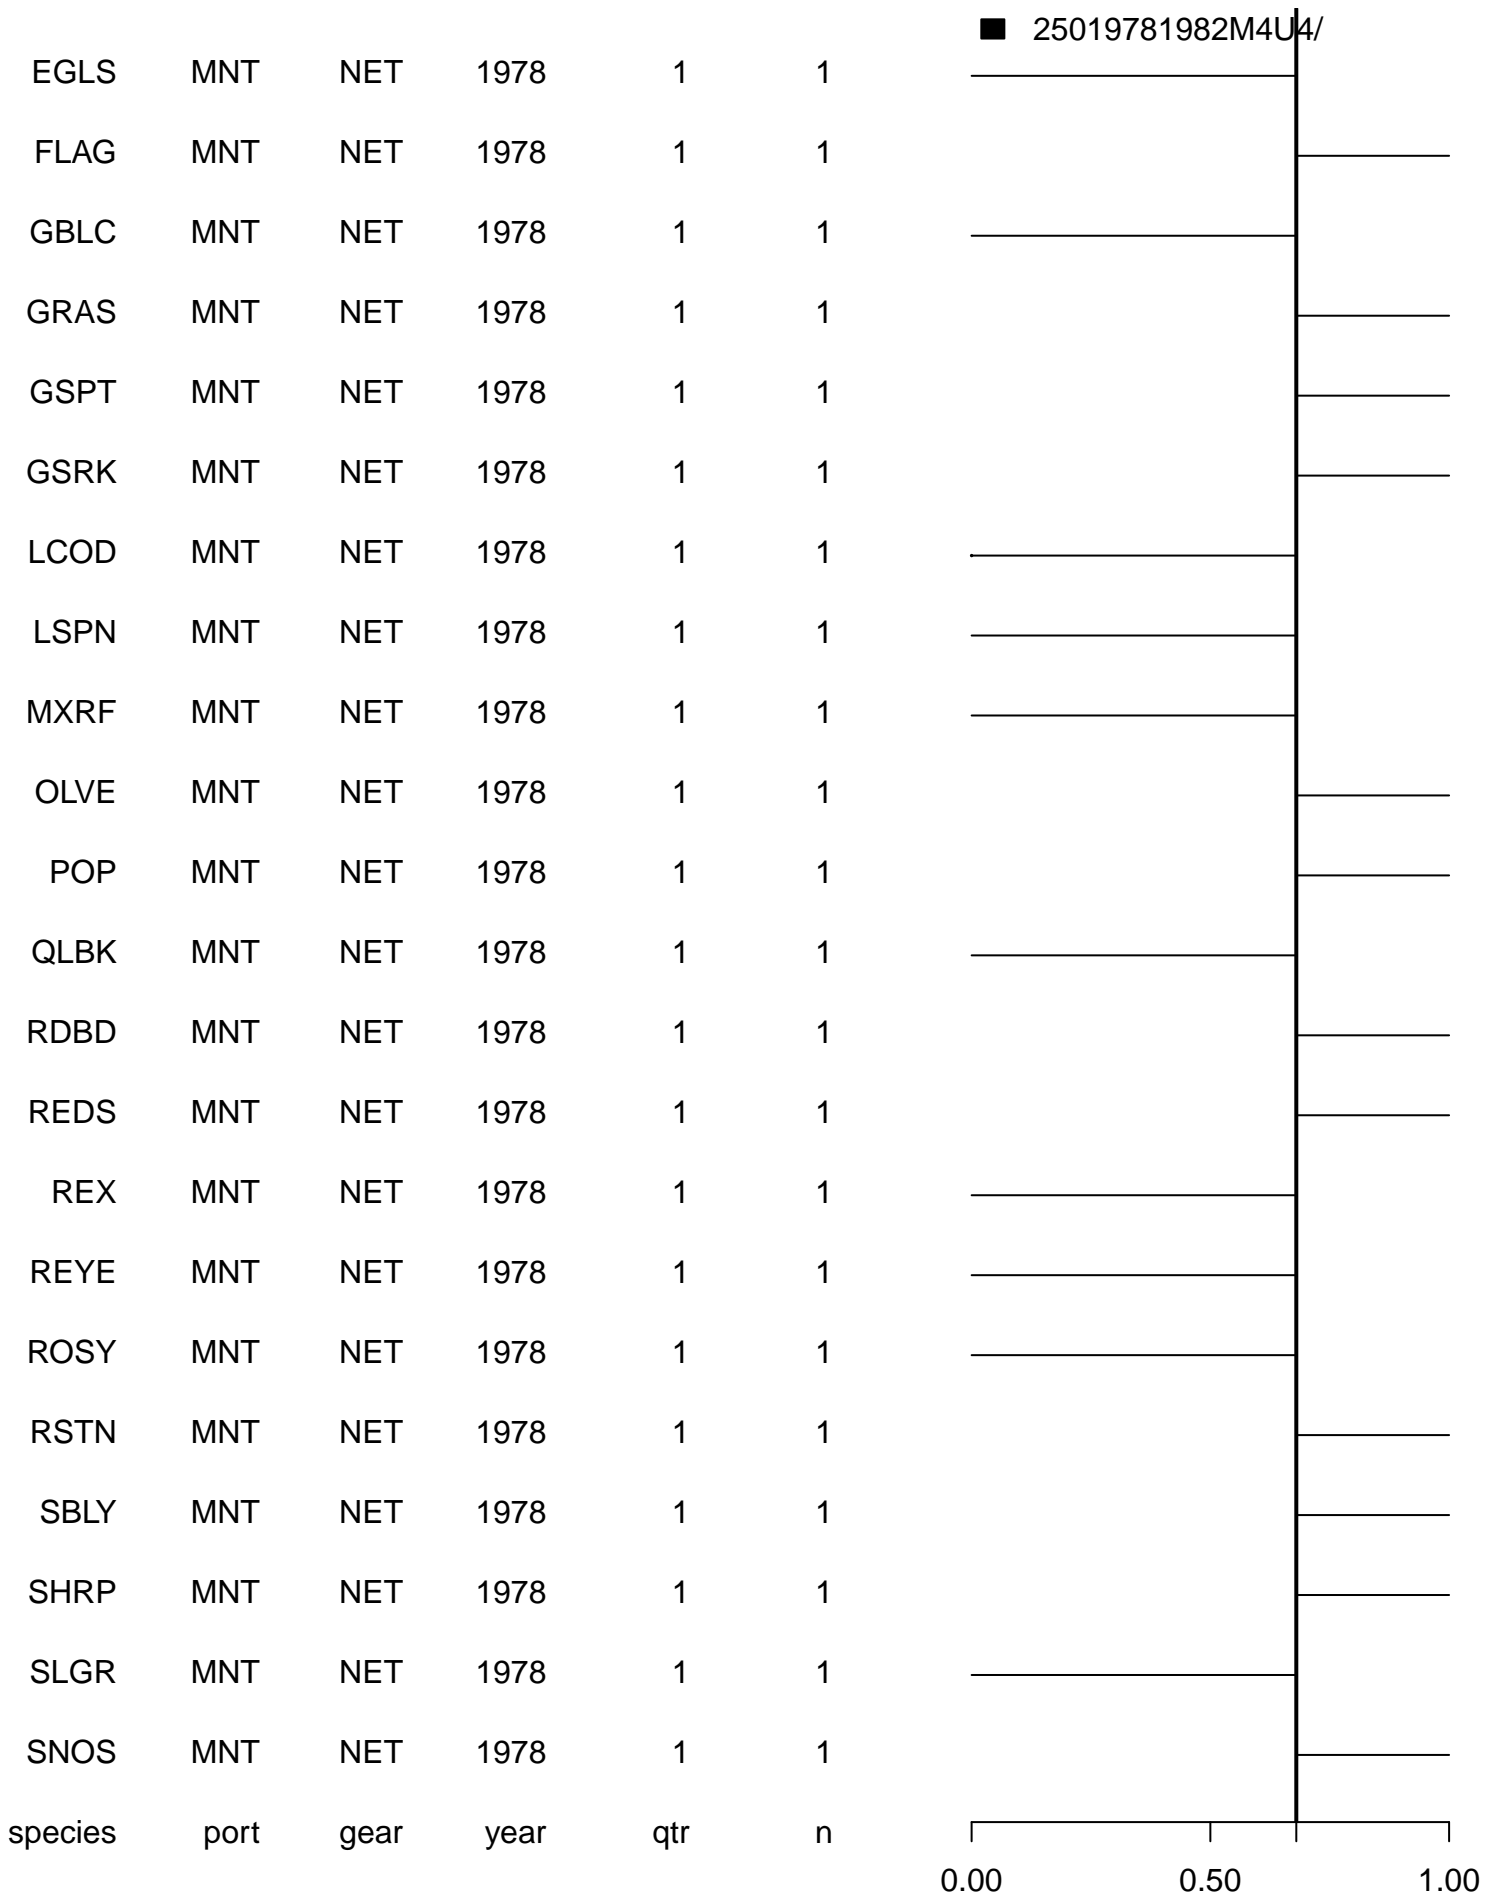 25019781982M4U4/
EGLS MNT NET 1978 1 1
FLAG MNT NET 1978 1 1
GBLC MNT NET 1978 1 1
GRAS MNT NET 1978 1 1
GSPT MNT NET 1978 1 1
GSRK MNT NET 1978 1 1
LCOD MNT NET 1978 1 1
LSPN MNT NET 1978 1 1
MXRF MNT NET 1978 1 1
OLVE MNT NET 1978 1 1
POP MNT NET 1978 1 1
QLBK MNT NET 1978 1 1
RDBD MNT NET 1978 1 1
REDS MNT NET 1978 1 1
REX MNT NET 1978 1 1
REYE MNT NET 1978 1 1
ROSY MNT NET 1978 1 1
RSTN MNT NET 1978 1 1
SBLY MNT NET 1978 1 1
SHRP MNT NET 1978 1 1
SLGR MNT NET 1978 1 1
SNOS MNT NET 1978 1 1
species port gear year qtr n
0.00 0.50 1.00